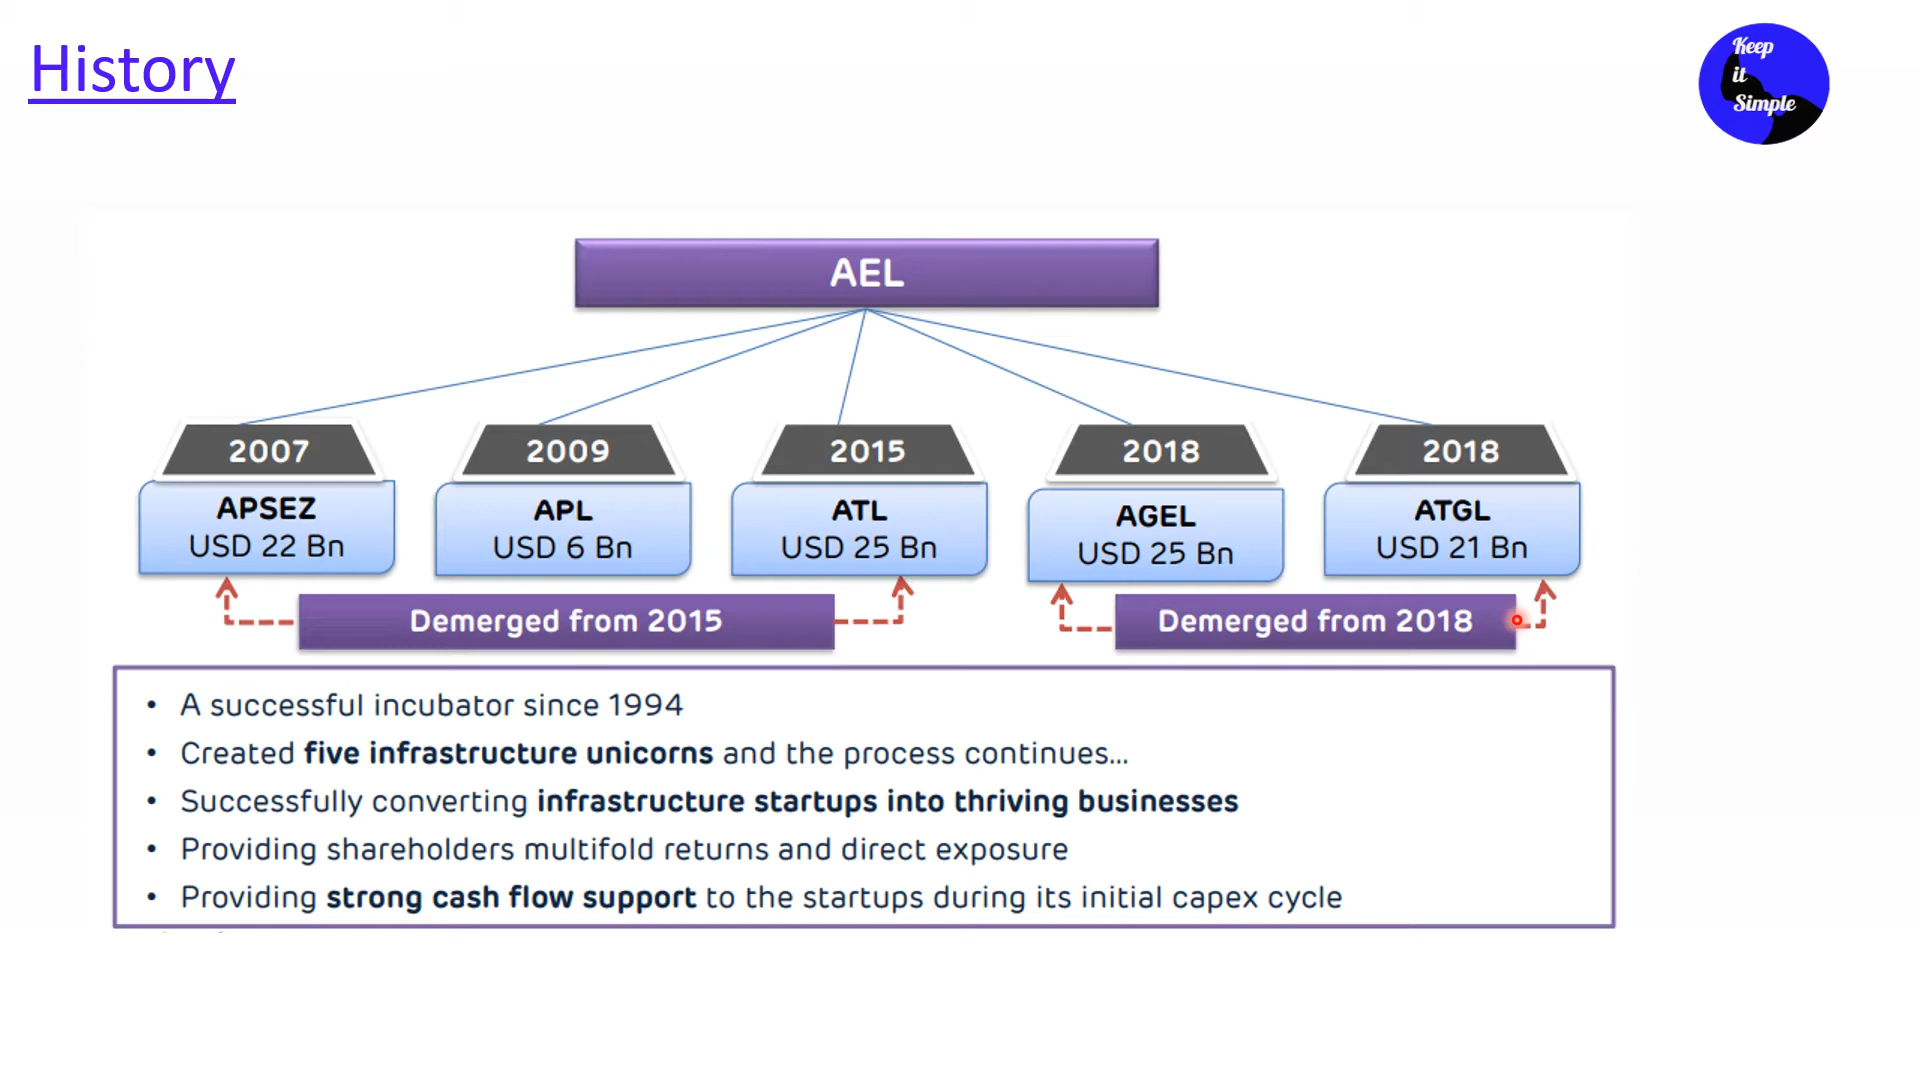 History
Keep
it
Simple
AEL
2007
2009
2015
2018
2018
APSEZ
USD 22 Bn
APL
USD 6 Bn
ATL
USD 25 Bn
AGEL
USD 25 Bn
ATGL
USD 21 Bn
Demerged from 2015
Demerged from 2018
• A successful incubator since 1994
• Created five infrastructure unicorns and the process continues...
• Successfully converting infrastructure startups into thriving businesses
• Providing shareholders multifold returns and direct exposure
• Providing strong cash flow support to the startups during its initial capex cycle